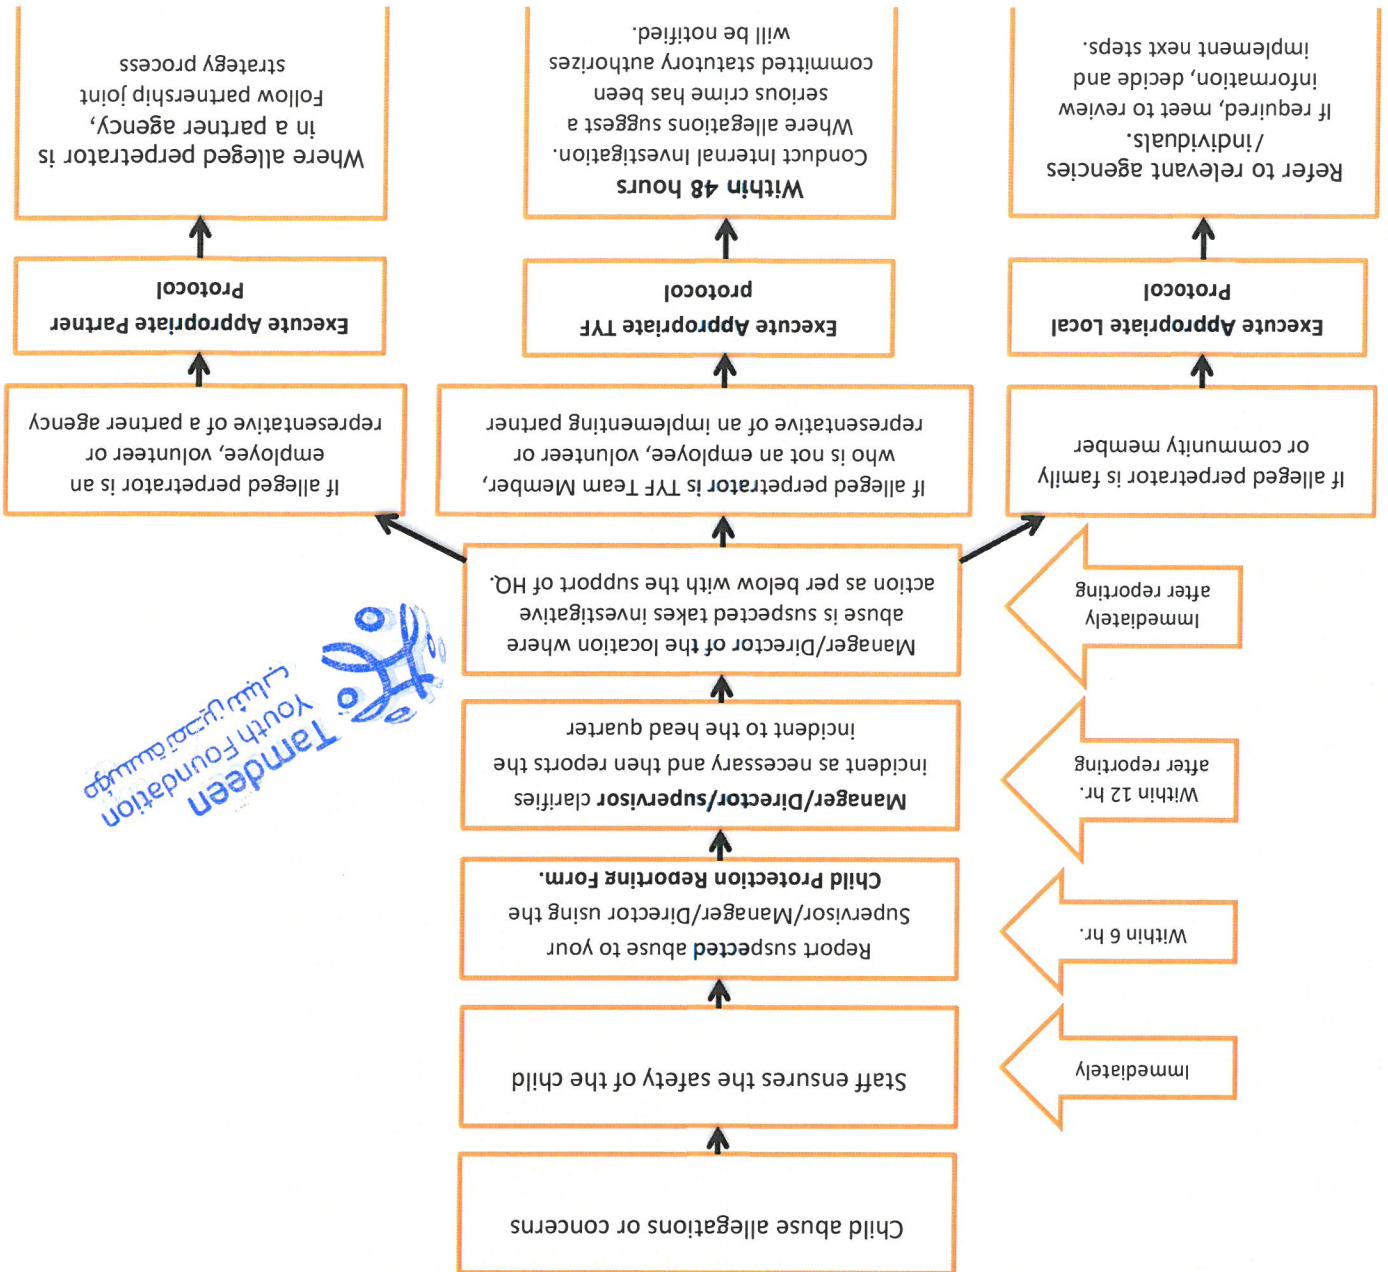 Child abuse allegations or concerns
Immediately
Staff ensures the safety of the child
Within 6 hr.
Report suspected abuse to your
Supervisor/Manager/Director using the
Child Protection Reporting Form.
Within 12 hr.
after reporting
Manager/Director/supervisor clarifies
incident as necessary and then reports the
incident to the head quarter
Immediately
after reporting
Manager/Director of the location where
abuse is suspected takes investigative
action as per below with the support of HQ.
Tamdeen
Youth Foundation
مؤسسة تمدين شباب
If alleged perpetrator is family
or community member
If alleged perpetrator is TYF Team Member,
who is not an employee, volunteer or
representative of an implementing partner
If alleged perpetrator is an
employee, volunteer or
representative of a partner agency
Execute Appropriate Local
Protocol
Execute Appropriate TYF
protocol
Execute Appropriate Partner
Protocol
Refer to relevant agencies
/individuals.
If required, meet to review
information, decide and
implement next steps.
Within 48 hours
Conduct Internal Investigation.
Where allegations suggest a
serious crime has been
committed statutory authorizes
will be notified.
Where alleged perpetrator is
in a partner agency,
Follow partnership joint
strategy process